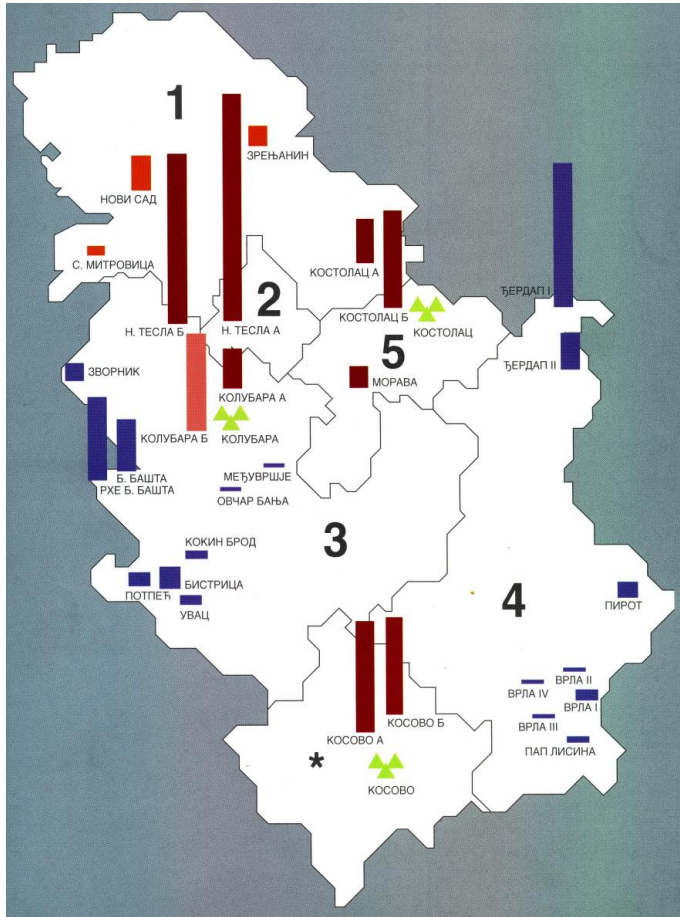 1
ЗРЕЊАНИН
НОВИ САД
С. МИТРОВИЦА
КОСТОЛАЦ А
ЂЕРДАП I
2
Н. ТЕСЛА Б
Н. ТЕСЛА А
КОСТОЛАЦ Б
КОСТОЛАЦ
5
ЂЕРДАП II
ЗВОРНИК
МОРАВА
КОЛУБАРА А
КОЛУБАРА Б
КОЛУБАРА
Б. БАШТА
РХЕ Б. БАШТА
МЕЂУВРШЈЕ
ОВЧАР БАЊА
3
КОКИН БРОД
БИСТРИЦА
ПОТПЕЋ
УВАЦ
4
ПИРОТ
ВРЛА II
ВРЛА IV
ВРЛА I
ВРЛА III
ПАП ЛИСИНА
КОСОВО Б
КОСОВО А
*
КОСОВО